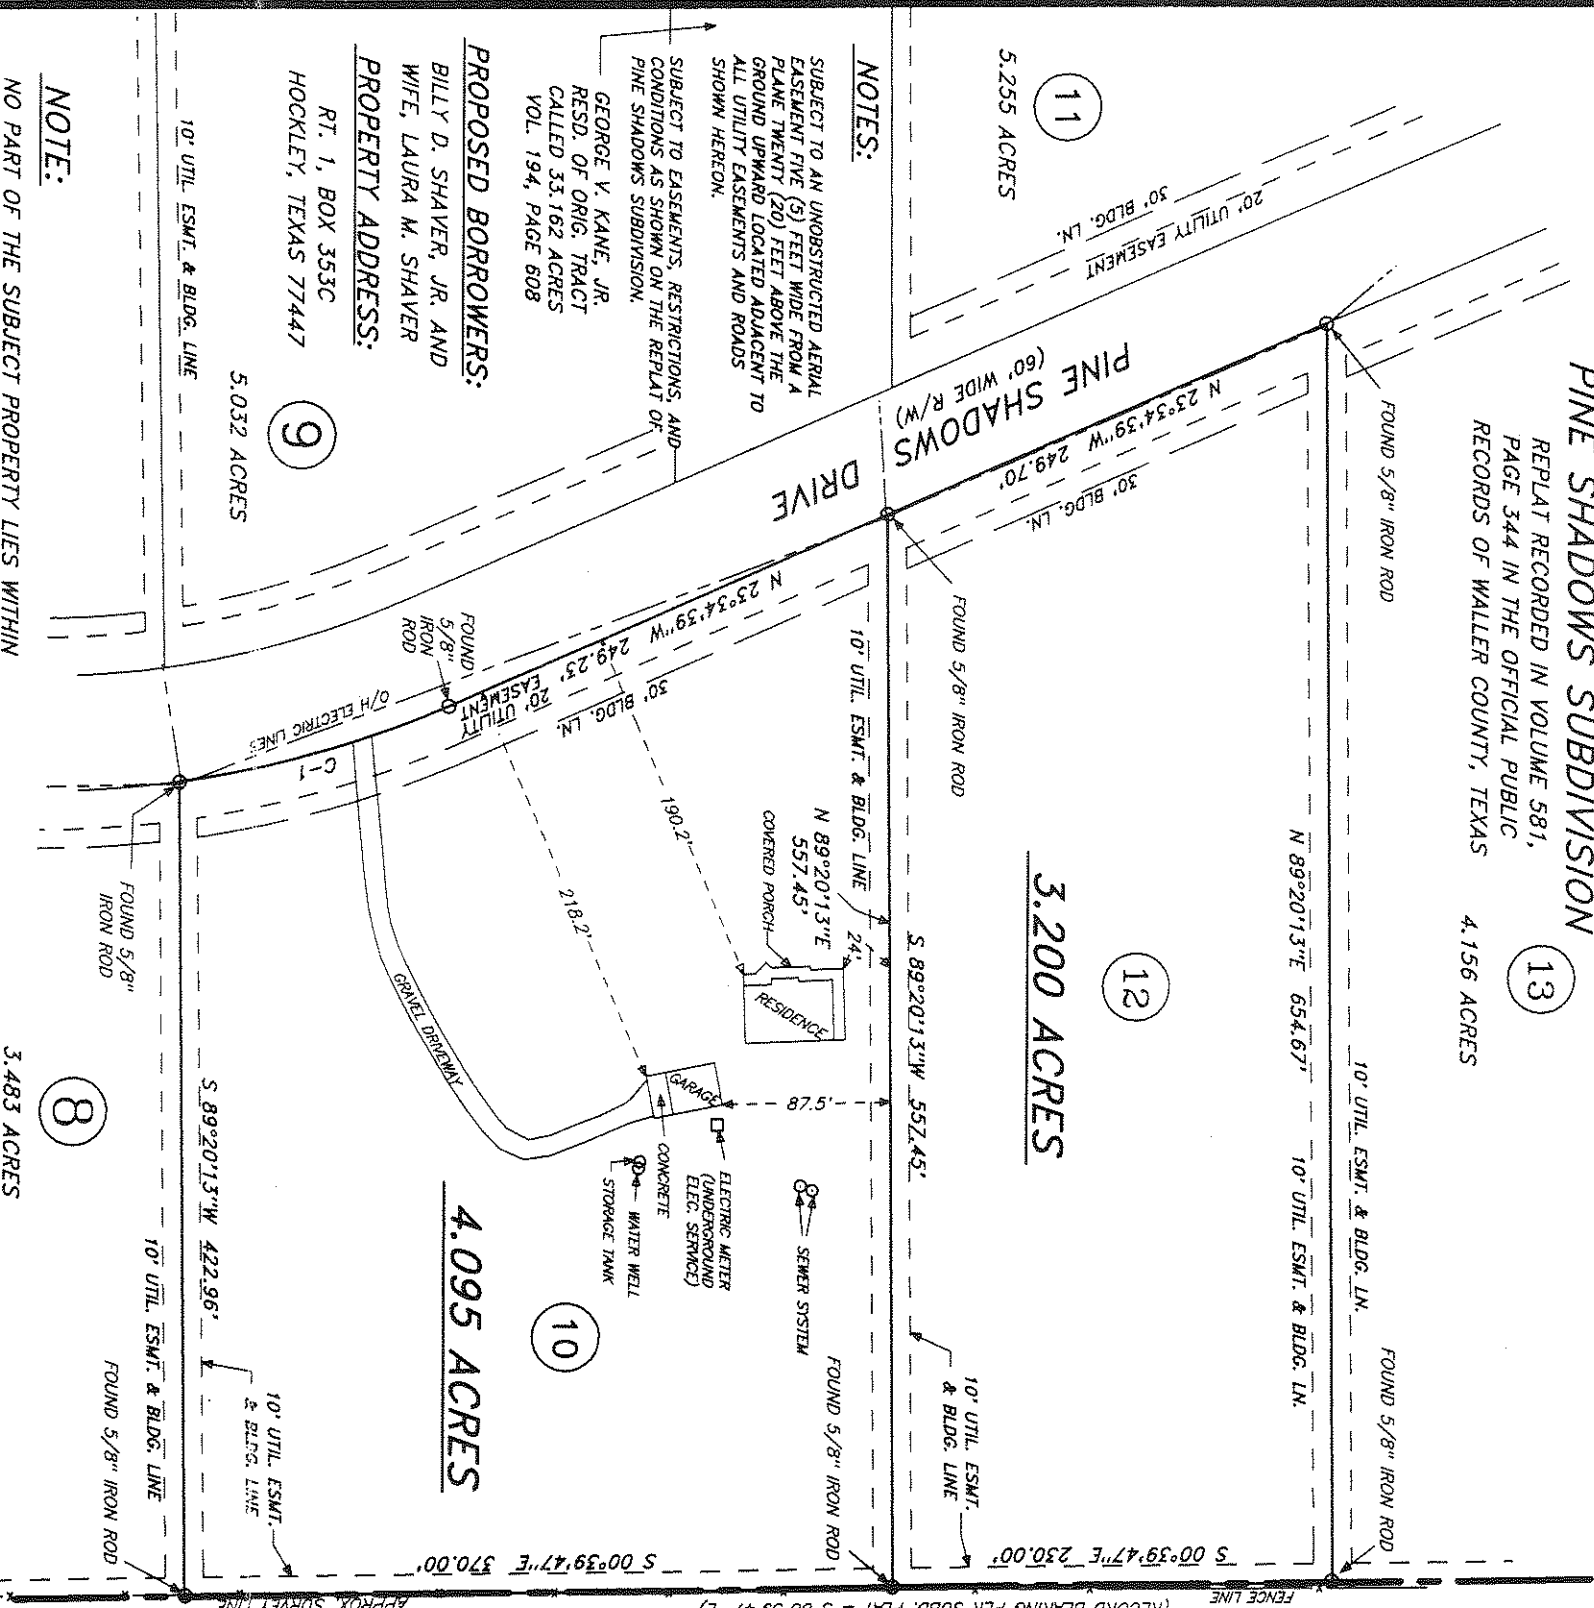 PINE SHADOWS SUBDIVISION
REPLAT RECORDED IN VOLUME 581,
PAGE 344 IN THE OFFICIAL PUBLIC
RECORDS OF WALLER COUNTY, TEXAS
13
4.156 ACRES
FOUND 5/8" IRON ROD
10' UTIL. ESMT. & BLDG. LN.
FOUND 5/8" IRON ROD
N 89°20'13"E 654.67'
10' UTIL. ESMT. & BLDG. LN.
12
3.200 ACRES
11
5.255 ACRES
30' BLDG. LN.
20' UTILITY EASEMENT
PINE SHADOWS
DRIVE
(60' WIDE R/W)
N 23°34'39"W 249.70'
30' BLDG. LN.
FOUND 5/8" IRON ROD
S 89°20'13"W 557.45'
10' UTIL. ESMT.
& BLDG. LINE
S 00°39'47"E 230.00'
FENCE LINE
NOTES:
SUBJECT TO AN UNOBSTRUCTED AERIAL
EASEMENT FIVE (5) FEET WIDE FROM A
PLANE TWENTY (20) FEET ABOVE THE
GROUND UPWARD LOCATED ADJACENT TO
ALL UTILITY EASEMENTS AND ROADS
SHOWN HEREON.
SUBJECT TO EASEMENTS, RESTRICTIONS, AND
CONDITIONS AS SHOWN ON THE REPLAT OF
PINE SHADOWS SUBDIVISION.
GEORGE V. KANE, JR.
RESD. OF ORIG. TRACT
CALLED 33.162 ACRES
VOL. 194, PAGE 608
PROPOSED BORROWERS:
BILLY D. SHAVER, JR. AND
WIFE, LAURA M. SHAVER
PROPERTY ADDRESS:
RT. 1, BOX 353C
HOCKLEY, TEXAS 77447
9
5.032 ACRES
10' UTIL. ESMT. & BLDG. LINE
10' UTIL. ESMT. & BLDG. LINE
N 89°20'13"E
557.45'
24'
COVERED PORCH
RESIDENCE
N 23°34'39"W 249.23'
20' UTILITY
EASEMENT
30' BLDG. LN.
190.2'
218.2'
87.5'
GARAGE
CONCRETE
ELECTRIC METER
(UNDERGROUND
ELEC. SERVICE)
WATER WELL
STORAGE TANK
SEWER SYSTEM
FOUND 5/8" IRON ROD
FOUND
5/8"
IRON
ROD
O/H ELECTRIC LINES
C-1
GRAVEL DRIVEWAY
10
4.095 ACRES
S 00°39'47"E 370.00'
10' UTIL. ESMT.
& BLDG. LINE
S 89°20'13"W 422.96'
10' UTIL. ESMT. & BLDG. LINE
FOUND 5/8"
IRON ROD
FOUND 5/8" IRON ROD
8
3.483 ACRES
NOTE:
NO PART OF THE SUBJECT PROPERTY LIES WITHIN